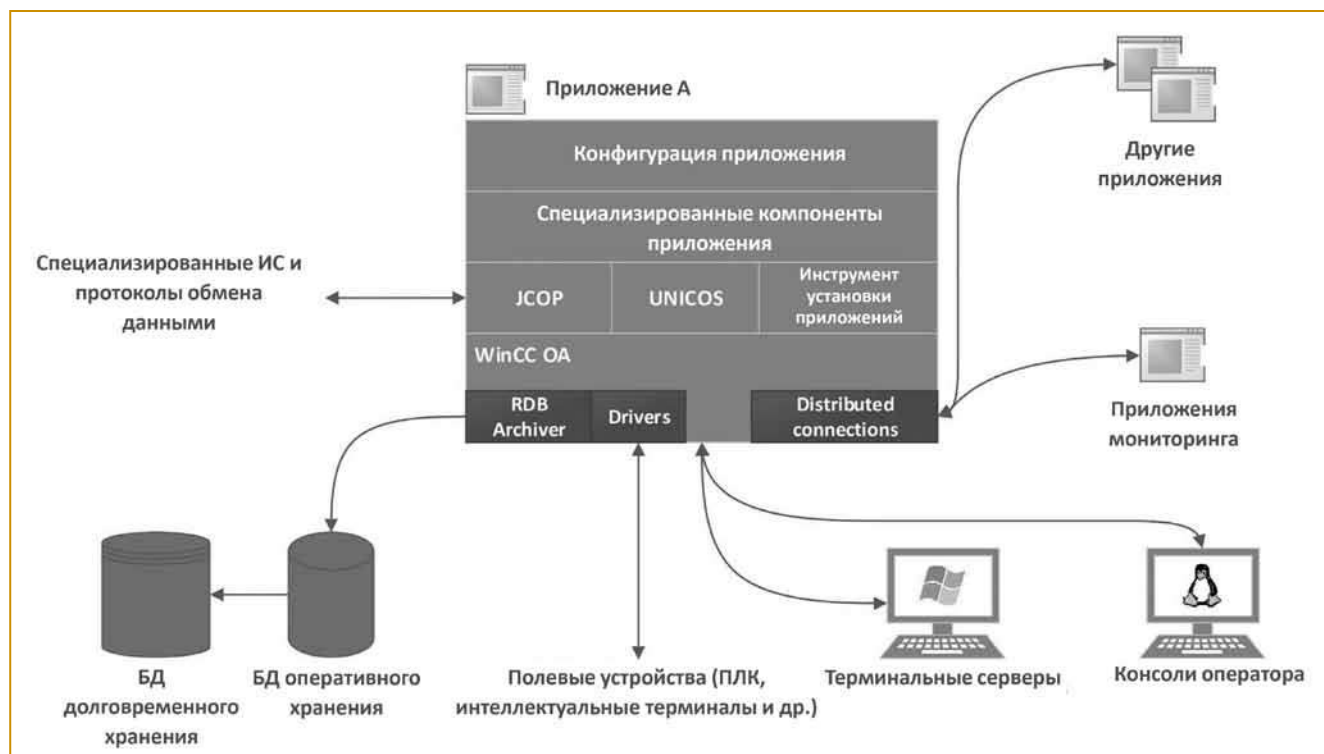 Приложение А
Конфигурация приложения
Специализированные компоненты
приложения
JCOP
UNICOS
Инструмент
установки
приложений
WinCC OA
RDB
Archiver
Drivers
Distributed
connections
Другие
приложения
Специализированные ИС и
протоколы обмена
данными
Приложения
мониторинга
БД
долговременного
хранения
БД оперативного
хранения
Полевые устройства (ПЛК,
интеллектуальные терминалы и др.)
Терминальные серверы
Консоли оператора